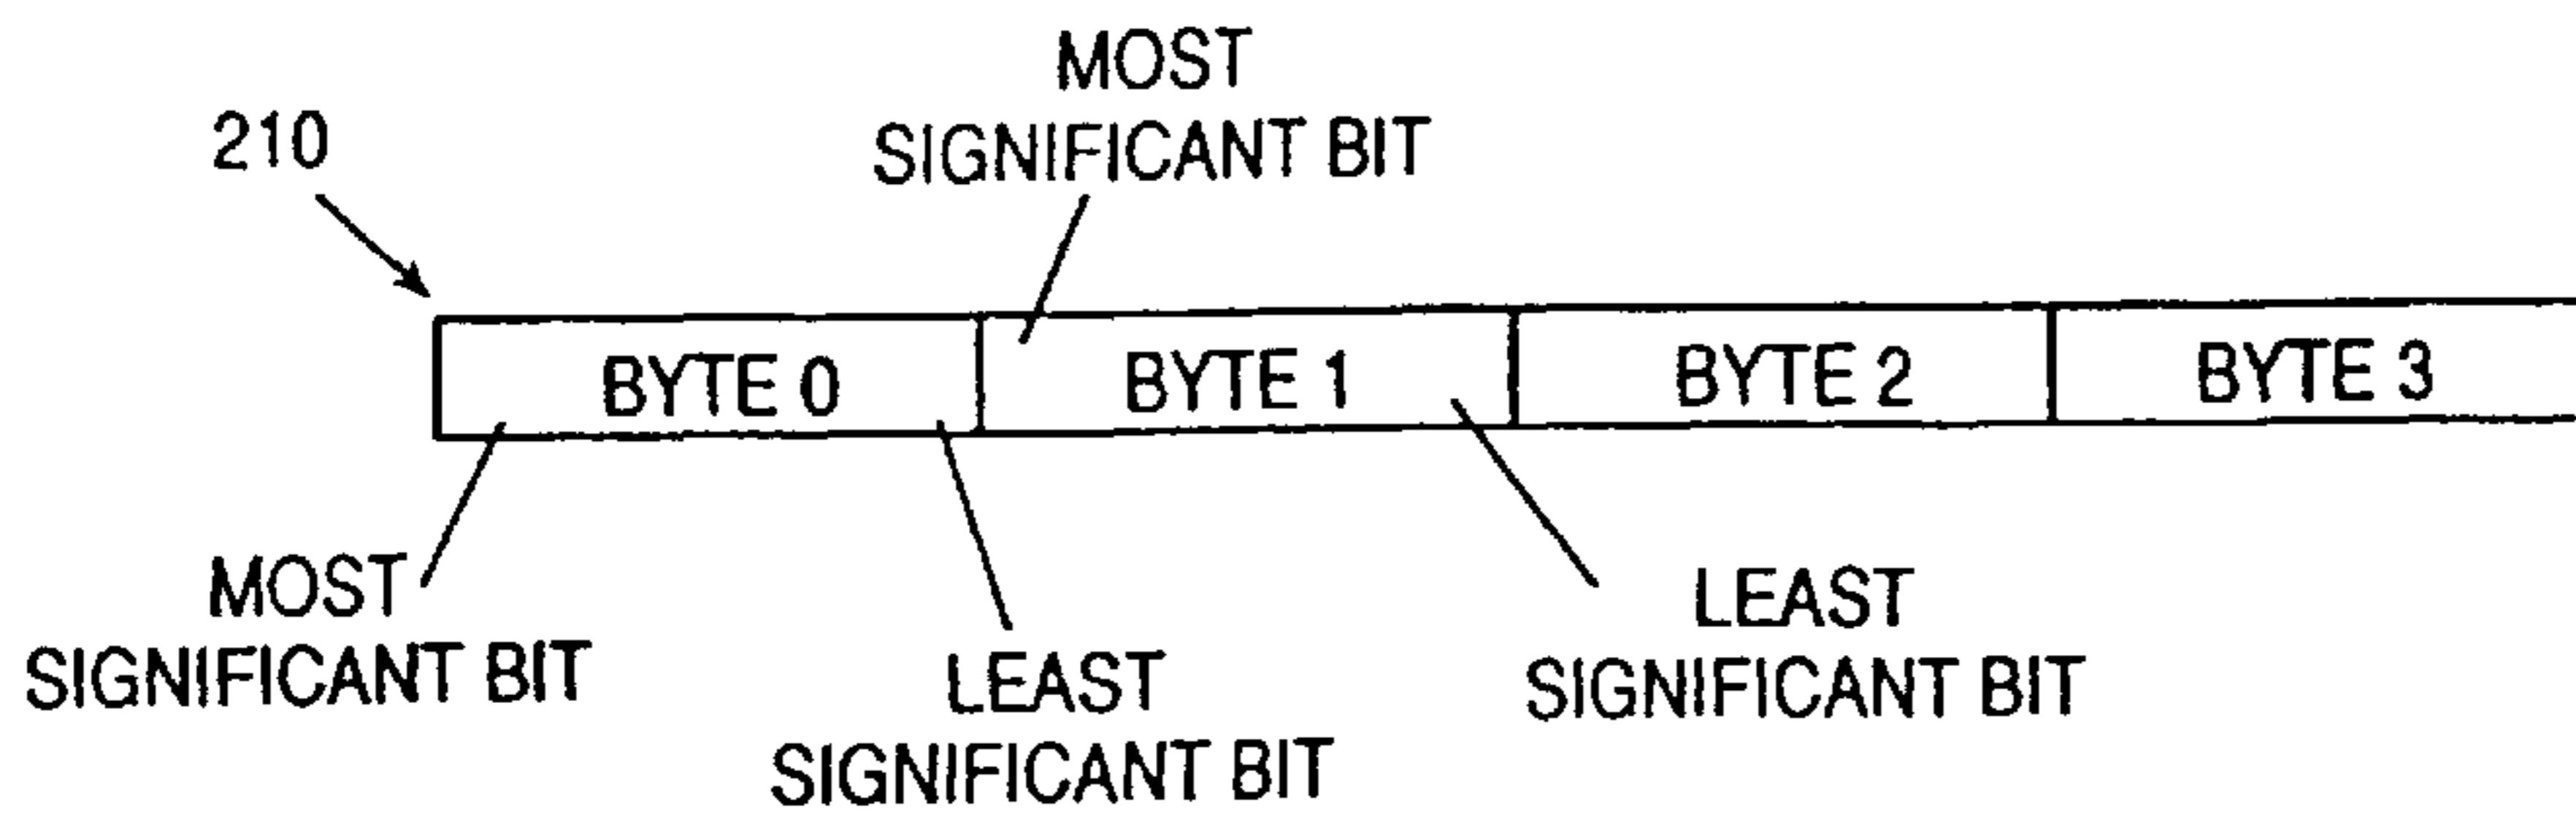 MOST
SIGNIFICANT BIT
210
BYTE 0 BYTE 1 BYTE 2 BYTE 3
MOST
SIGNIFICANT BIT
LEAST
SIGNIFICANT BIT
LEAST
SIGNIFICANT BIT